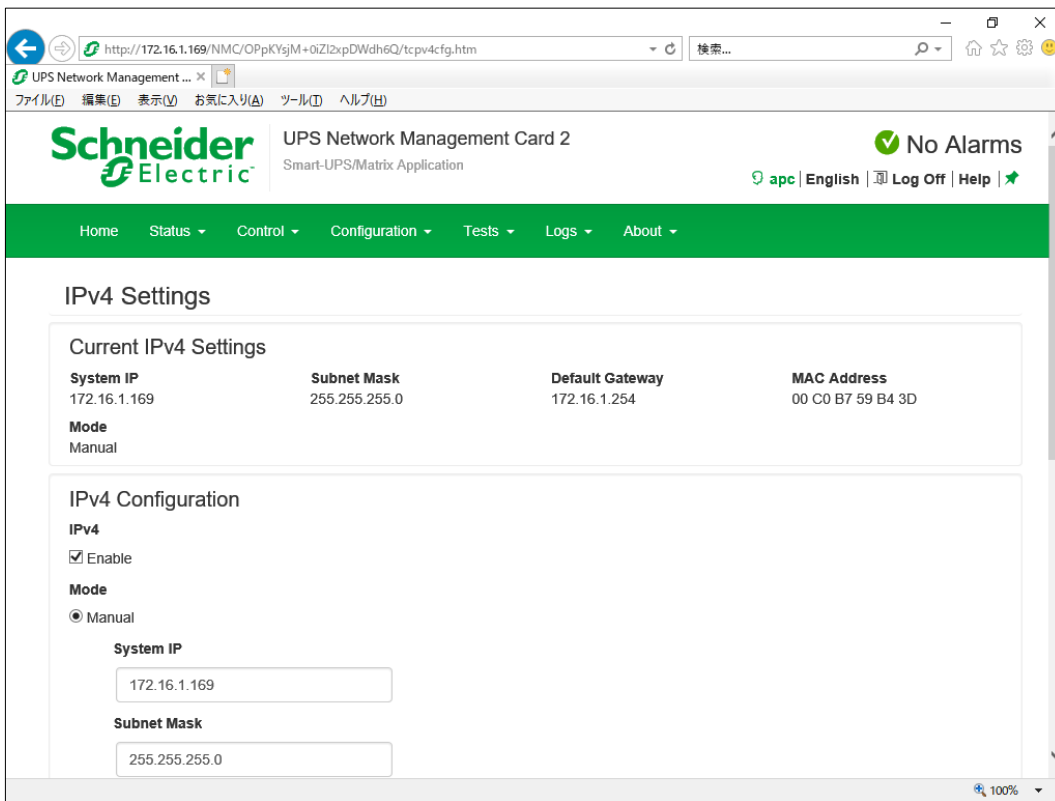 http://172.16.1.169/NMC/OPpKYsjM+0iZl2xpDWdh6Q/tcpv4cfg.htm 検索...
UPS Network Management ...
ファイル(F) 編集(E) 表示(V) お気に入り(A) ツール(T) ヘルプ(H)
Schneider Electric
UPS Network Management Card 2
Smart-UPS/Matrix Application
No Alarms
apc | English | Log Off | Help |
Home Status Control Configuration Tests Logs About
IPv4 Settings
Current IPv4 Settings
System IP Subnet Mask Default Gateway MAC Address
172.16.1.169 255.255.255.0 172.16.1.254 00 C0 B7 59 B4 3D
Mode
Manual
IPv4 Configuration
IPv4
Enable
Mode
Manual
System IP
172.16.1.169
Subnet Mask
255.255.255.0
100%